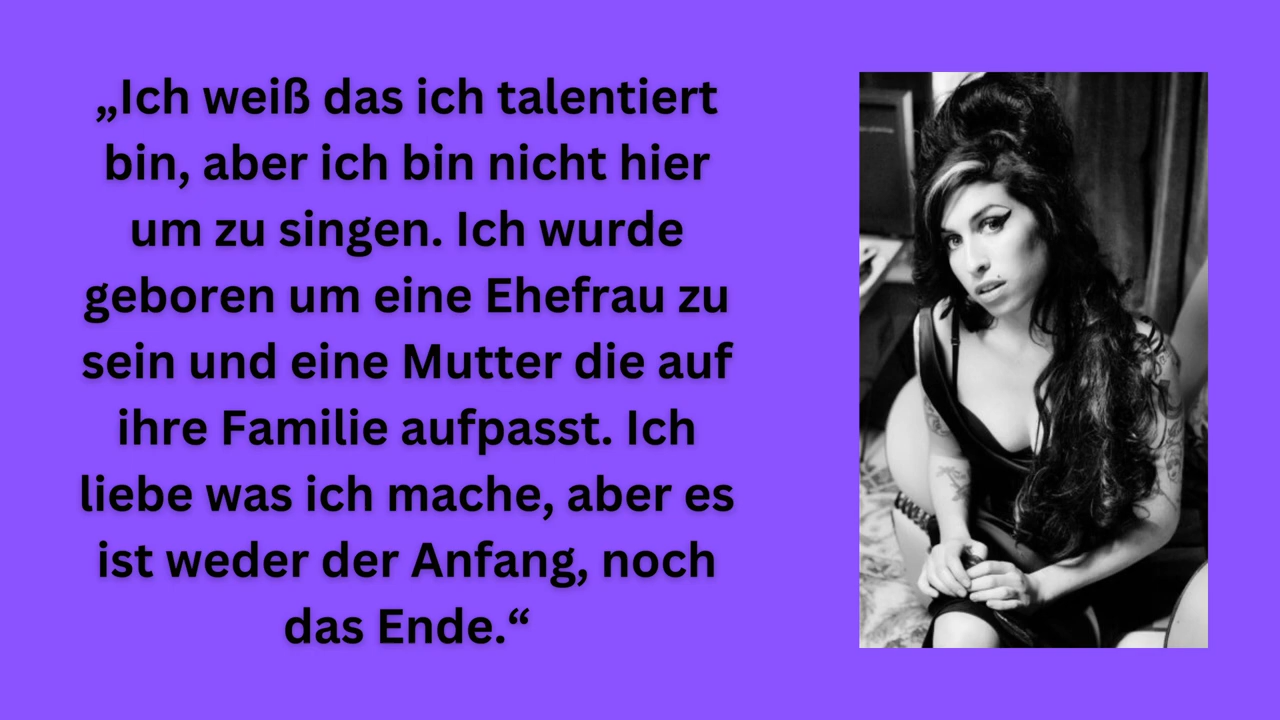 „Ich weiß das ich talentiert
bin, aber ich bin nicht hier
um zu singen. Ich wurde
geboren um eine Ehefrau zu
sein und eine Mutter die auf
ihre Familie aufpasst. Ich
liebe was ich mache, aber es
ist weder der Anfang, noch
das Ende.“